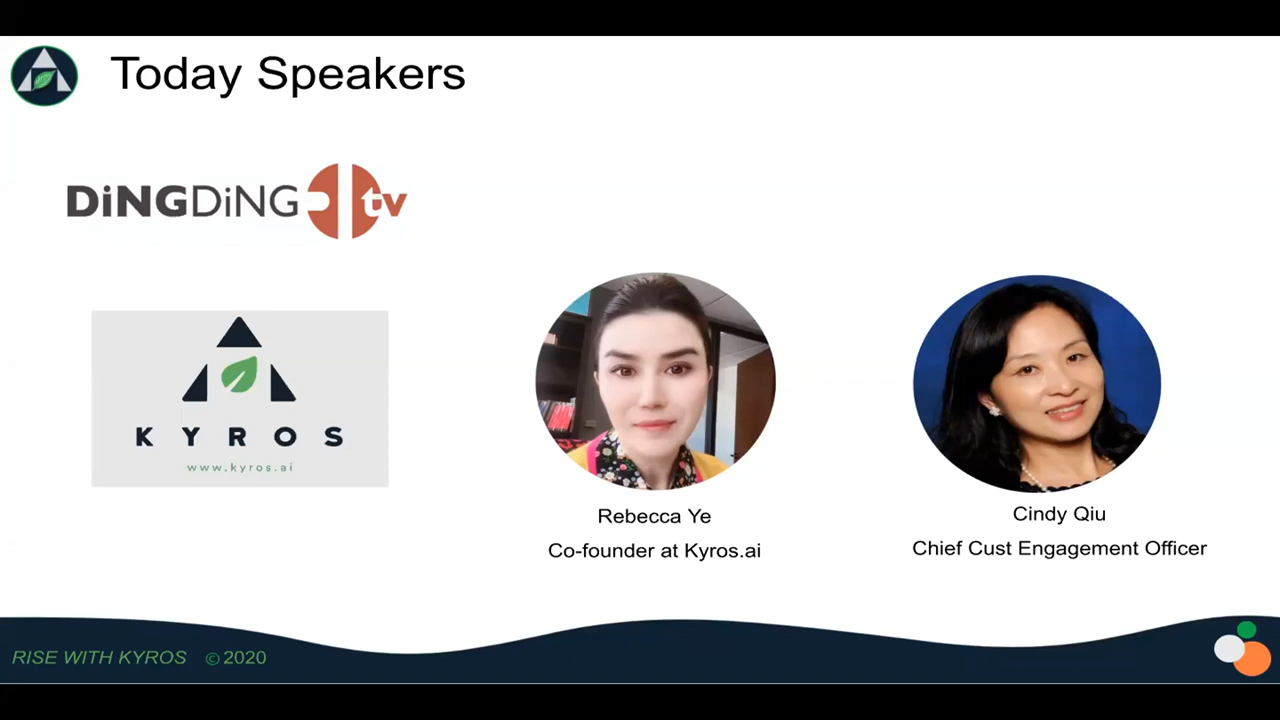 Today Speakers
DiNGDiNG tv
KYROS
www.kyros.ai
Rebecca Ye
Co-founder at Kyros.ai
Cindy Qiu
Chief Cust Engagement Officer
RISE WITH KYROS © 2020